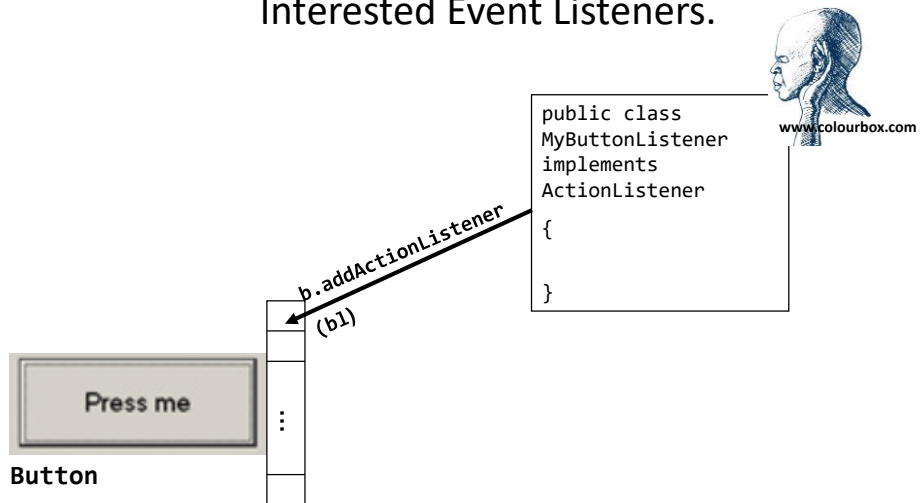 Interested Event Listeners.
www.colourbox.com
public class
MyButtonListener
implements
ActionListener
{
}
b.addActionListener
(bl)
Press me
⋮
Button